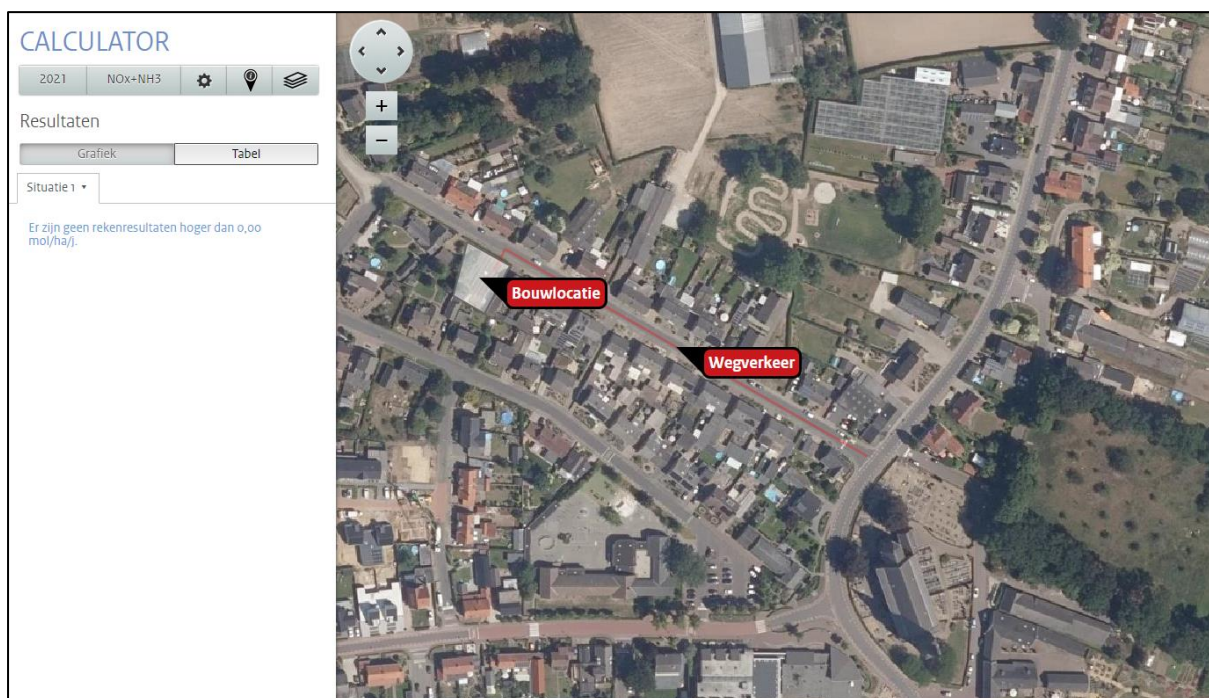 CALCULATOR
2021 NOx+NH3
Resultaten
Grafiek Tabel
Situatie 1
Er zijn geen rekenresultaten hoger dan 0,00
mol/ha/j.
+
−
Bouwlocatie
Wegverkeer